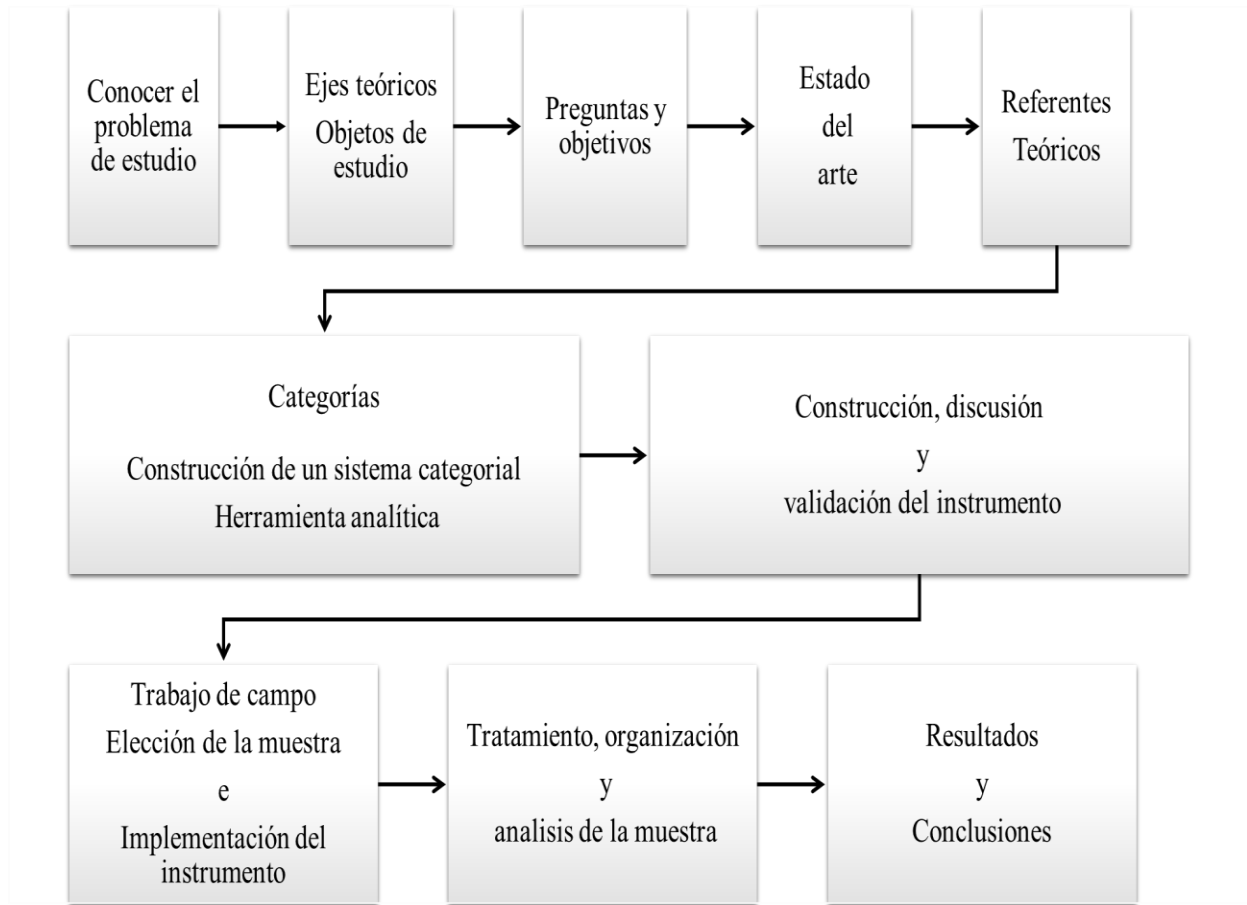 Conocer el
problema
de estudio
Ejes teóricos
Objetos de
estudio
Preguntas y
objetivos
Estado
del
arte
Referentes
Teóricos
Categorías
Construcción de un sistema categorial
Herramienta analítica
Construcción, discusión
y
validación del instrumento
Trabajo de campo
Elección de la muestra
e
Implementación del
instrumento
Tratamiento, organización
y
analisis de la muestra
Resultados
y
Conclusiones